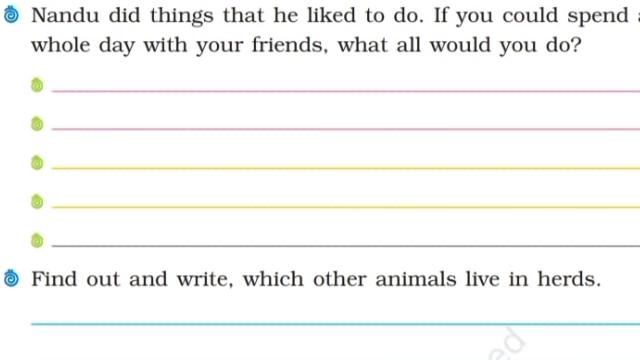 Nandu did things that he liked to do. If you could spend
whole day with your friends, what all would you do?
Find out and write, which other animals live in herds.